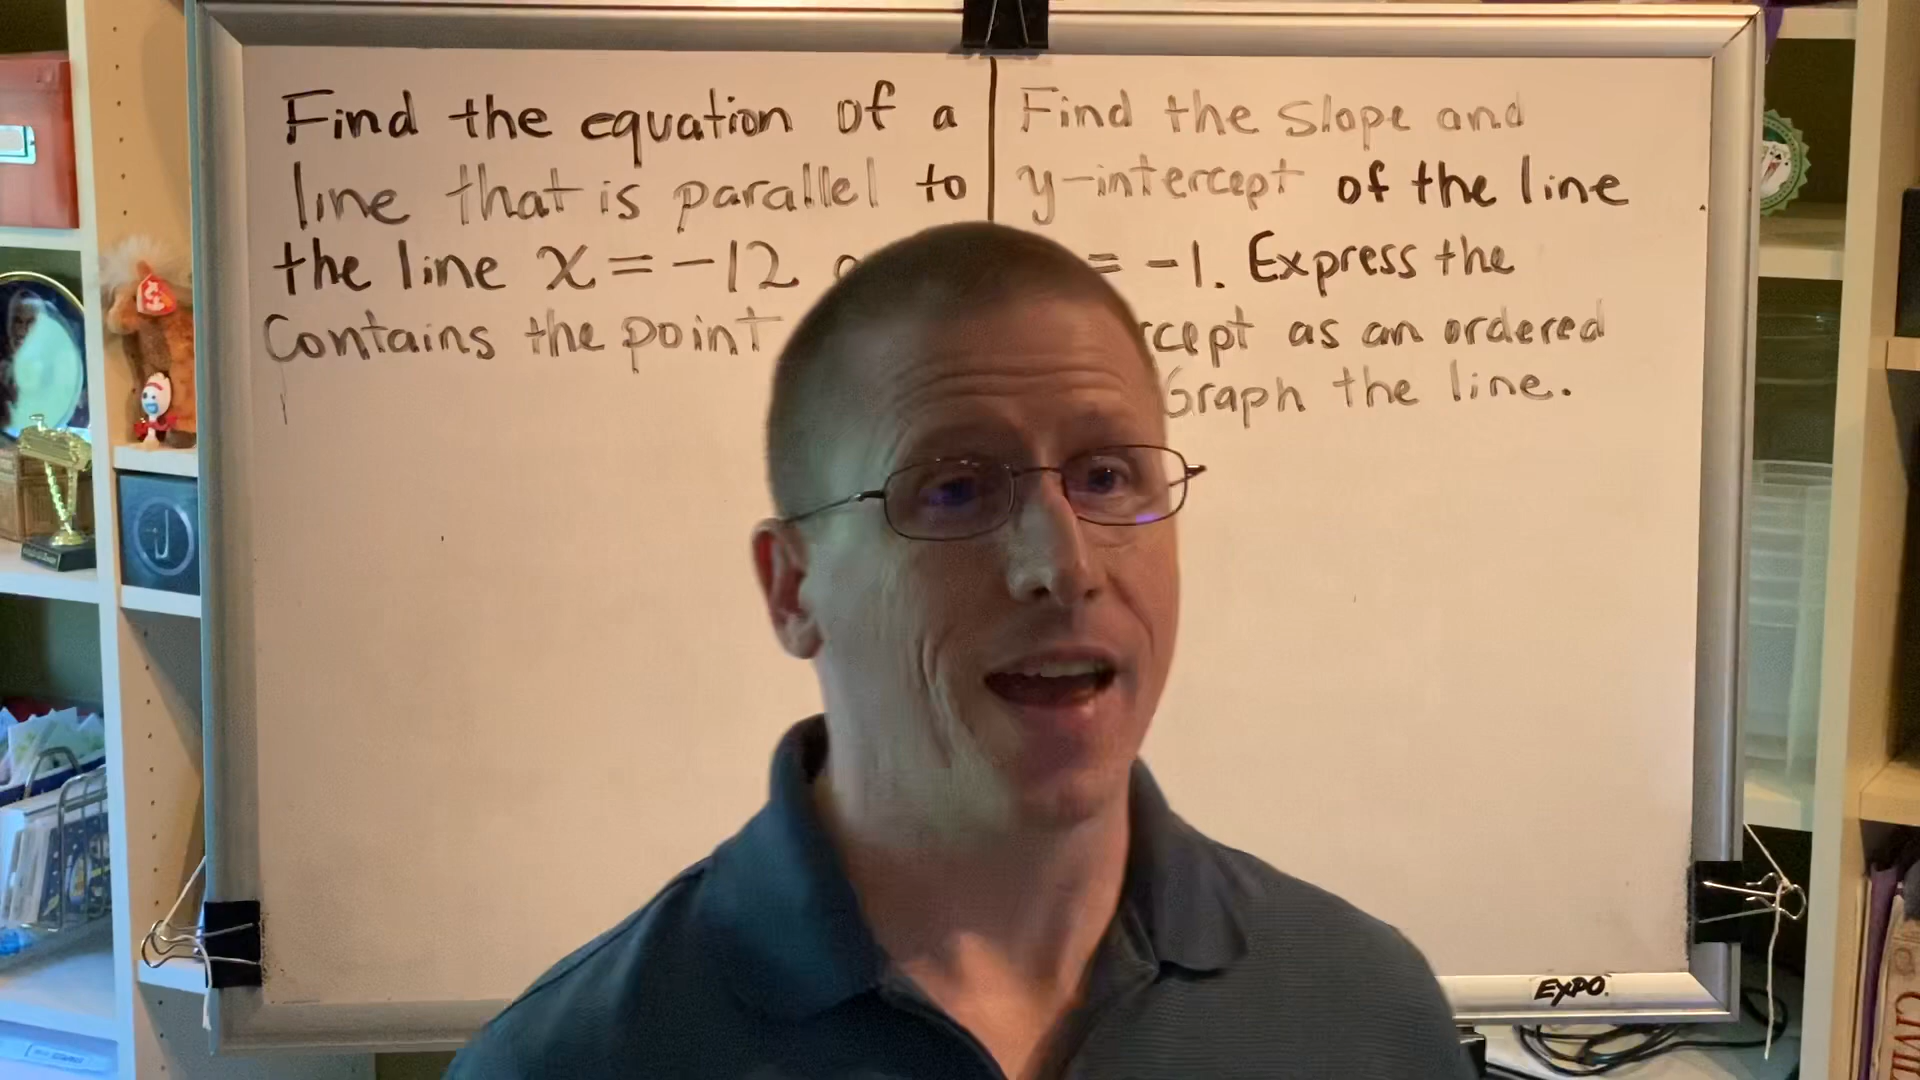 Find the equation of a
line that is parallel to
the line x = -12
Contains the point
Find the slope and
y-intercept of the line
= -1. Express the
as an ordered
Graph the line.
EXPO